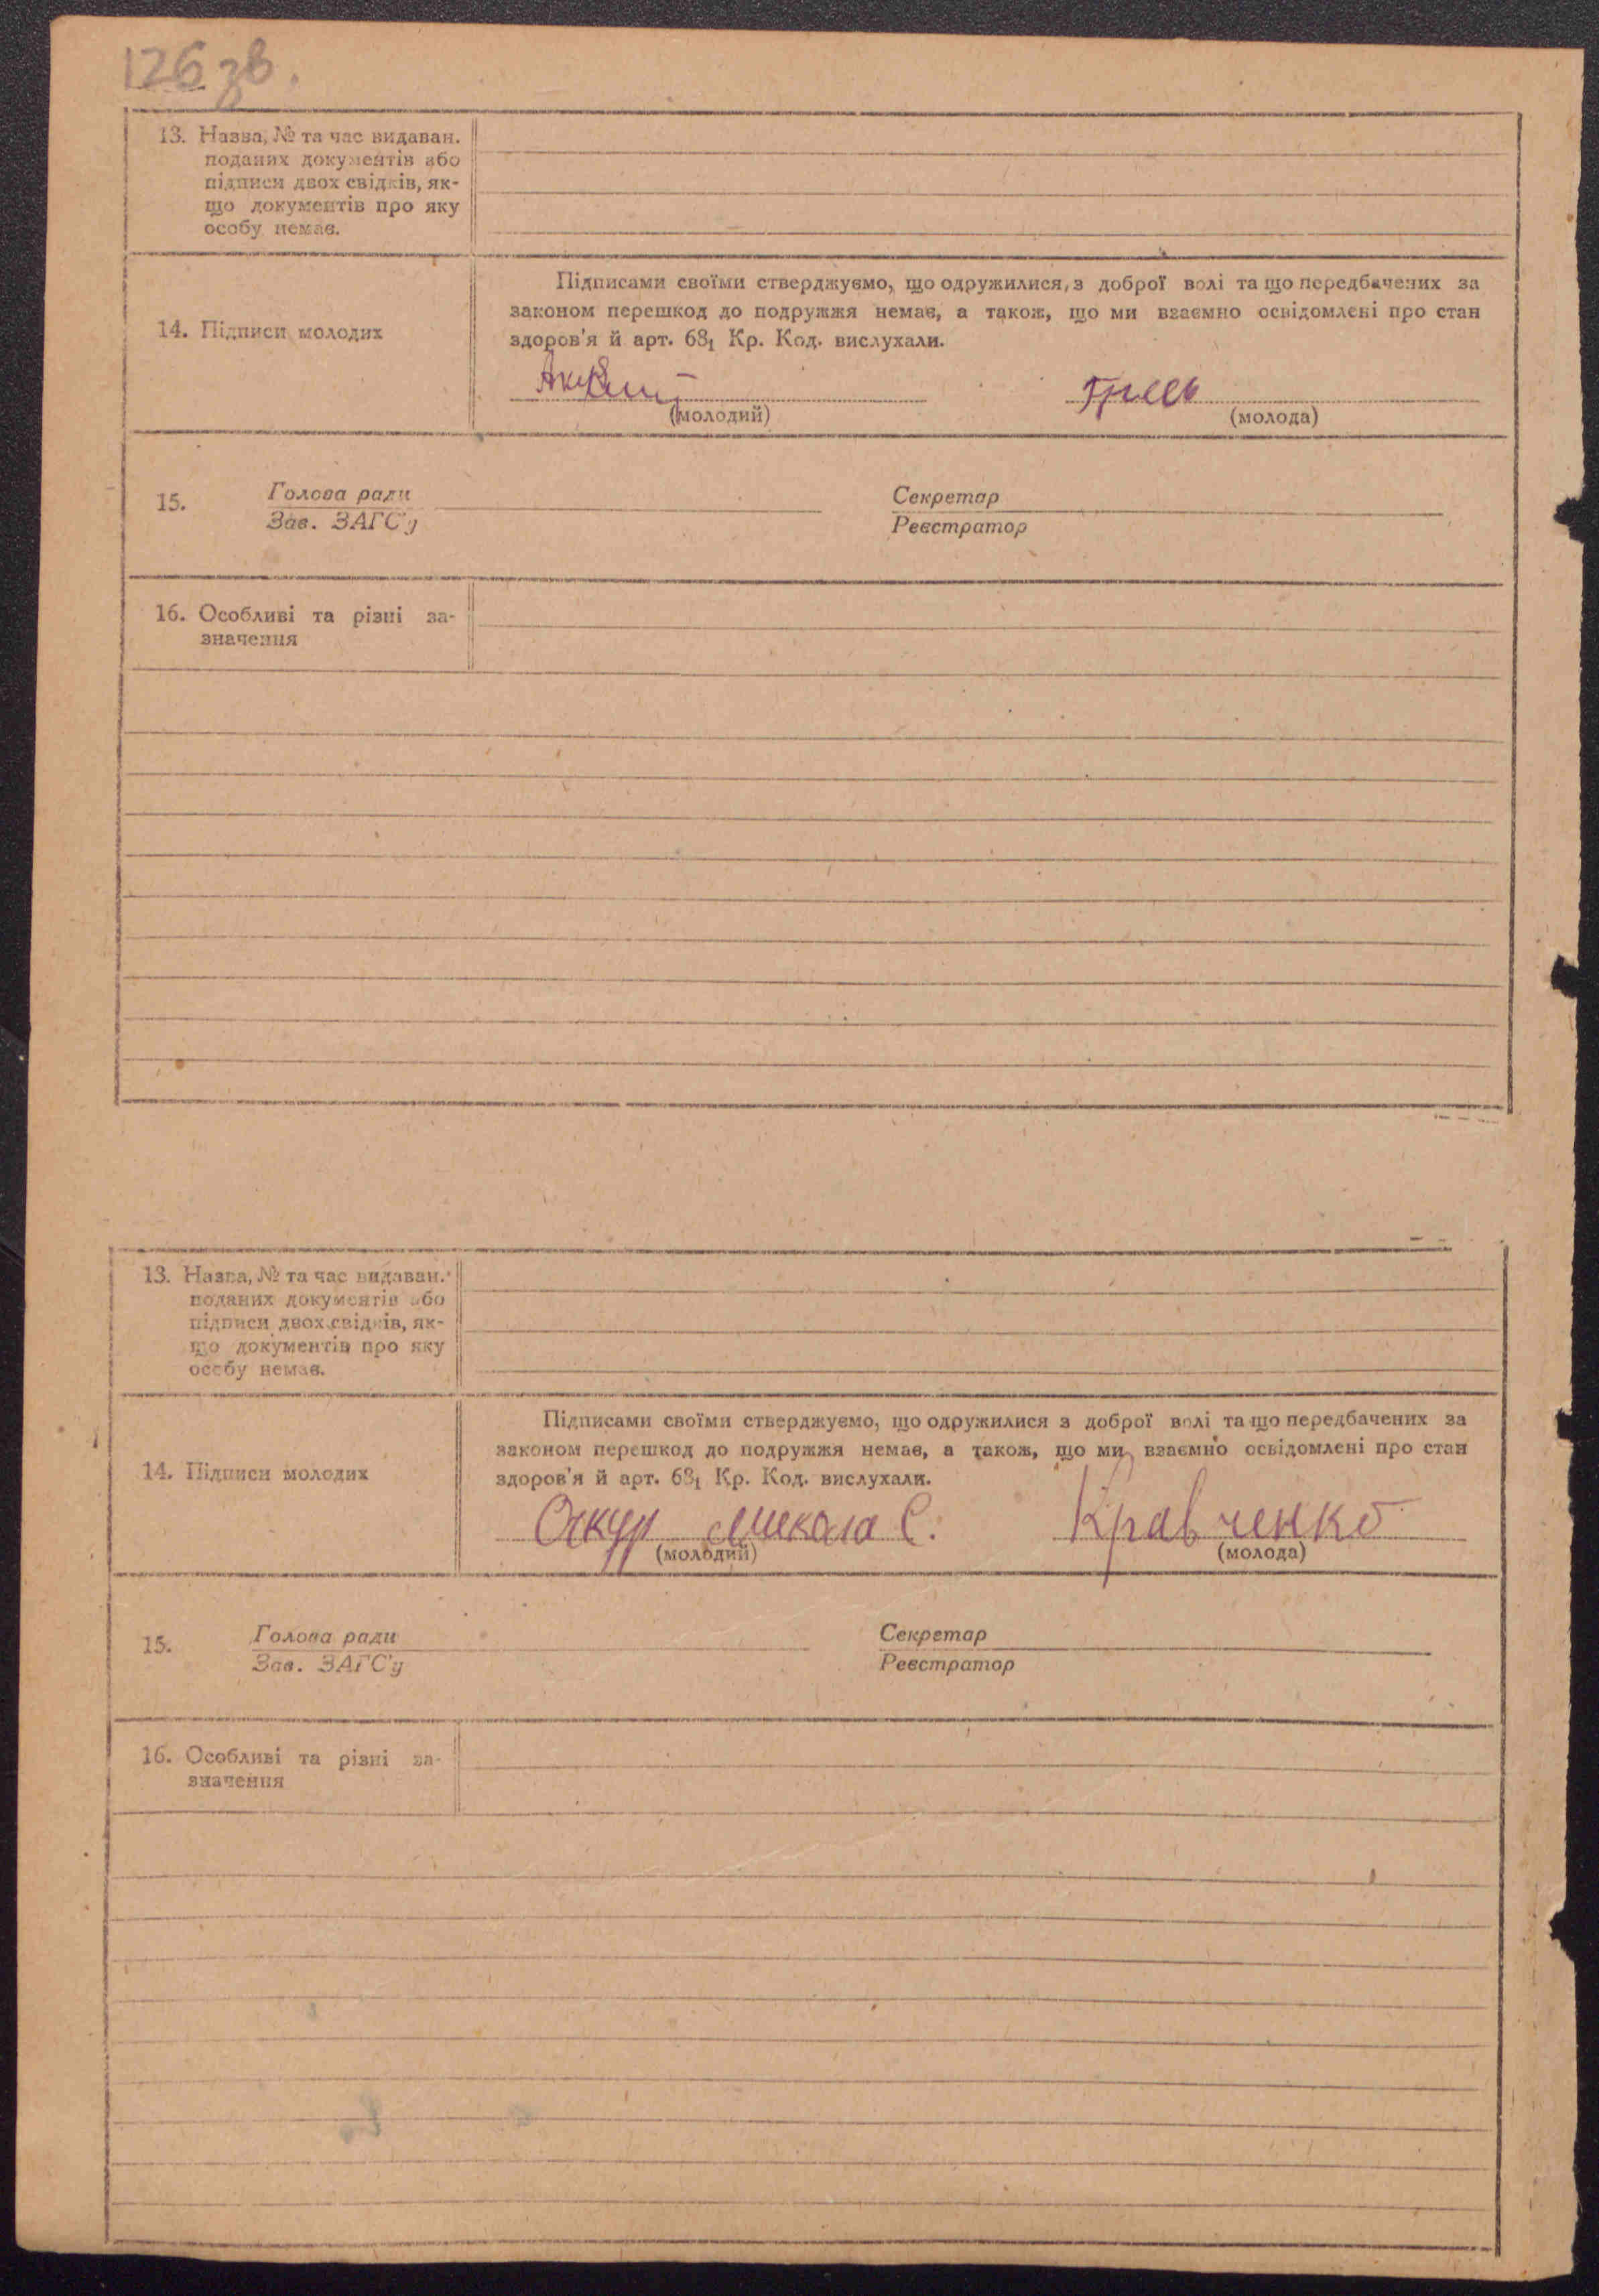 126 зв.
13. Назва, № та час видаван.
поданих документів або
підписи двох свідків, як-
що документів про яку
особу немає.
14. Підписи молодих
Підписами своїми стверджуємо, що одружилися, з доброї волі та що передбачених за
законом перешкод до подружжя немає, а також, що ми взаємно освідомлені про стан
здоров'я й арт. 68₁ Кр. Код. вислухали.
(молодий) (молода)
15. Голова ради Секретар
Зав. ЗАГС'у Реєстратор
16. Особливі та різні за-
значення
13. Назва, № та час видаван.
поданих документів або
підписи двох свідків, як-
що документів про яку
особу немає.
14. Підписи молодих
Підписами своїми стверджуємо, що одружилися з доброї волі та що передбачених за
законом перешкод до подружжя немає, а також, що ми взаємно освідомлені про стан
здоров'я й арт. 68₁ Кр. Код. вислухали.
Очкур Микола С. Кравченко
(молодий) (молода)
15. Голова ради Секретар
Зав. ЗАГС'у Реєстратор
16. Особливі та різні за-
значення